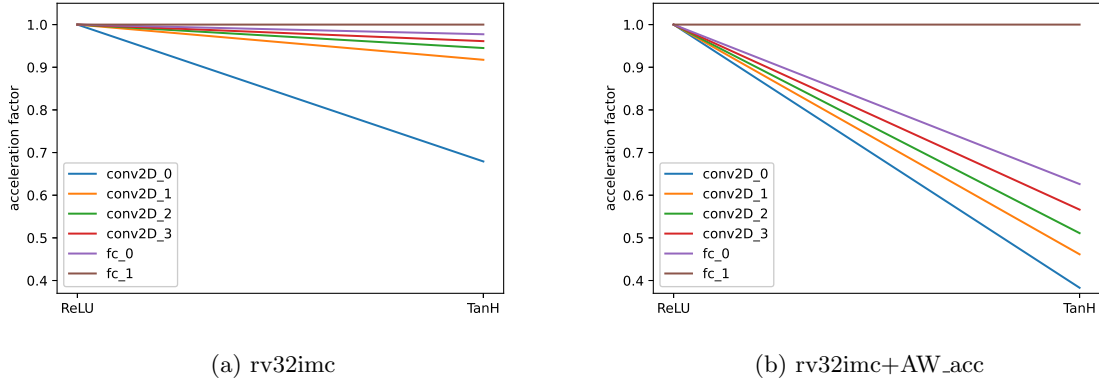 acceleration factor
1.0
0.9
0.8
0.7
0.6
0.5
0.4
conv2D_0
conv2D_1
conv2D_2
conv2D_3
fc_0
fc_1
ReLU
TanH
(a) rv32imc
acceleration factor
1.0
0.9
0.8
0.7
0.6
0.5
0.4
conv2D_0
conv2D_1
conv2D_2
conv2D_3
fc_0
fc_1
ReLU
TanH
(b) rv32imc+AW_acc